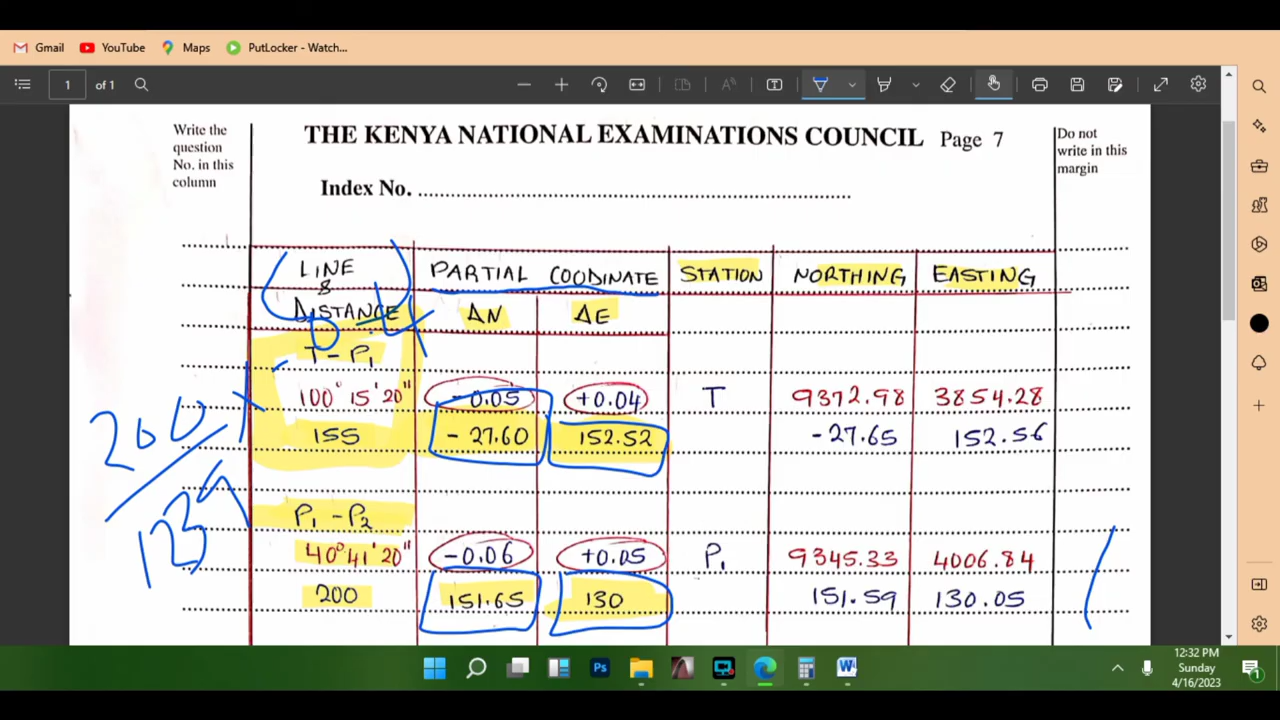 Gmail YouTube Maps PutLocker - Watch...
1 of 1
Write the question No. in this column
THE KENYA NATIONAL EXAMINATIONS COUNCIL Page 7
Do not write in this margin
Index No. ................................................................
LINE & DISTANCE PARTIAL COODINATE STATION NORTHING EASTING
ΔN ΔE
T - P1
100° 15' 20" -0.05 +0.04 T 9372.98 3854.28
155 - 27.60 152.52 -27.65 152.56
P1 - P2
40° 41' 20" -0.06 +0.05 P1 9345.33 4006.84
200 151.65 130 151.59 130.05
200
12:32 PM
Sunday
4/16/2023
1